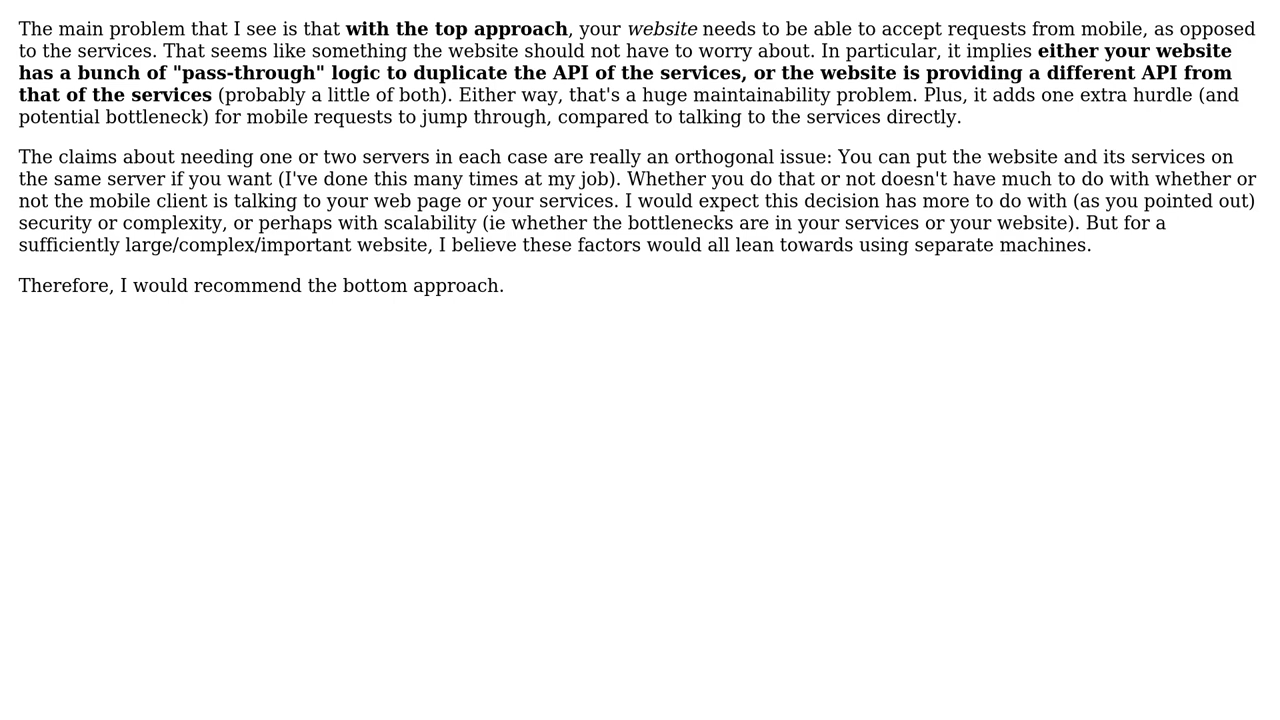 The main problem that I see is that with the top approach, your website needs to be able to accept requests from mobile, as opposed
to the services. That seems like something the website should not have to worry about. In particular, it implies either your website
has a bunch of "pass-through" logic to duplicate the API of the services, or the website is providing a different API from
that of the services (probably a little of both). Either way, that's a huge maintainability problem. Plus, it adds one extra hurdle (and
potential bottleneck) for mobile requests to jump through, compared to talking to the services directly.
The claims about needing one or two servers in each case are really an orthogonal issue: You can put the website and its services on
the same server if you want (I've done this many times at my job). Whether you do that or not doesn't have much to do with whether or
not the mobile client is talking to your web page or your services. I would expect this decision has more to do with (as you pointed out)
security or complexity, or perhaps with scalability (ie whether the bottlenecks are in your services or your website). But for a
sufficiently large/complex/important website, I believe these factors would all lean towards using separate machines.
Therefore, I would recommend the bottom approach.